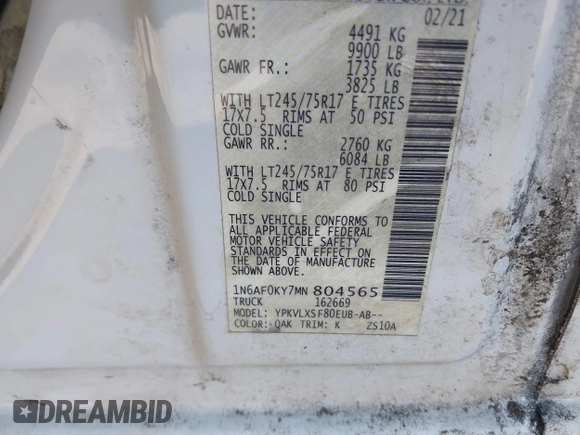 DATE: 02/21
GVWR: 4491 KG
9900 LB
GAWR FR.: 1735 KG
3825 LB
WITH LT245/75R17 E TIRES
17X7.5 RIMS AT 50 PSI
COLD SINGLE
GAWR RR.: 2760 KG
6084 LB
WITH LT245/75R17 E TIRES
17X7.5 RIMS AT 80 PSI
COLD SINGLE
THIS VEHICLE CONFORMS TO
ALL APPLICABLE FEDERAL
MOTOR VEHICLE SAFETY
STANDARDS IN EFFECT ON THE
DATE OF MANUFACTURE
SHOWN ABOVE.
1N6AF0KY7MN 804565
TRUCK 162669
MODEL: YPKVLXSF80EUB-AB--
COLOR: QAK TRIM: K ZS10A
DREAMBID